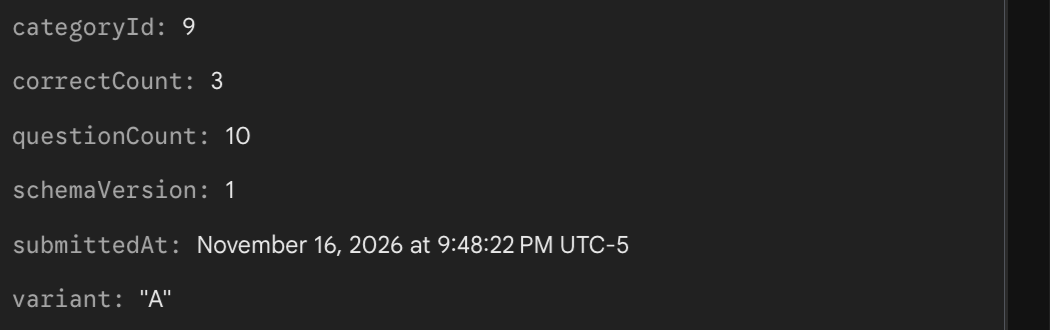 categoryId: 9
correctCount: 3
questionCount: 10
schemaVersion: 1
submittedAt: November 16, 2026 at 9:48:22 PM UTC-5
variant: "A"